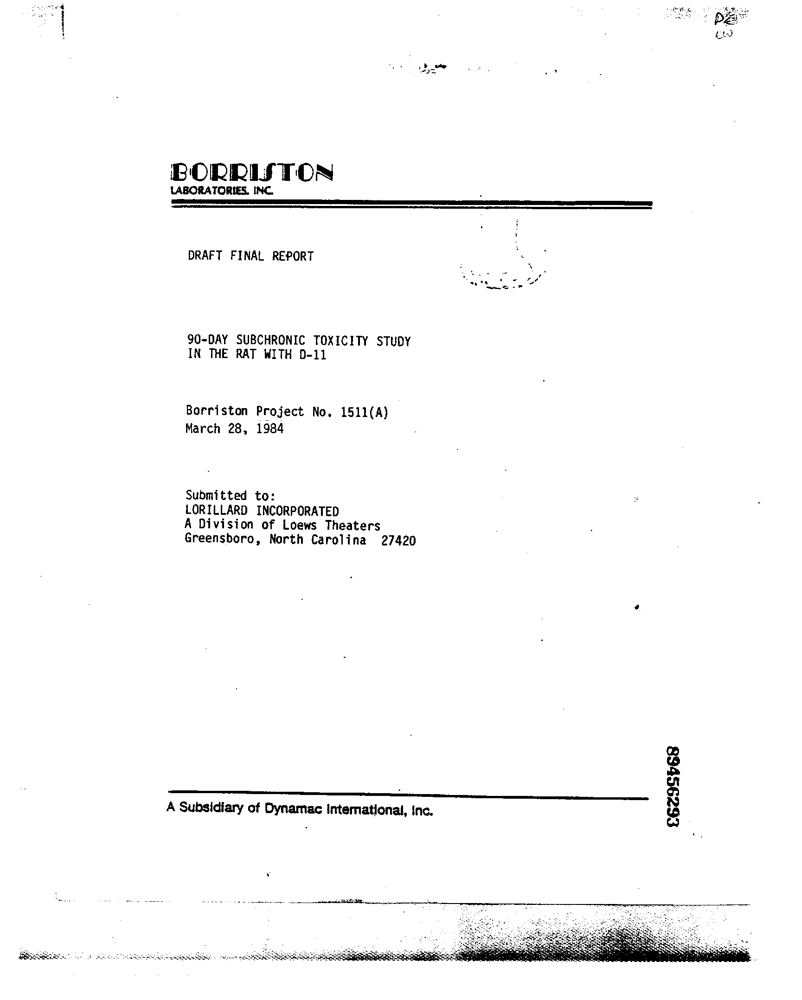 BORRISTON
LABORATORIES, INC.
DRAFT FINAL REPORT
90-DAY SUBCHRONIC TOXICITY STUDY
IN THE RAT WITH D-11
Borriston Project No. 1511(A)
March 28, 1984
Submitted to:
LORILLARD INCORPORATED
A Division of Loews Theaters
Greensboro, North Carolina 27420
A Subsidiary of Dynamac International, Inc.
89456293